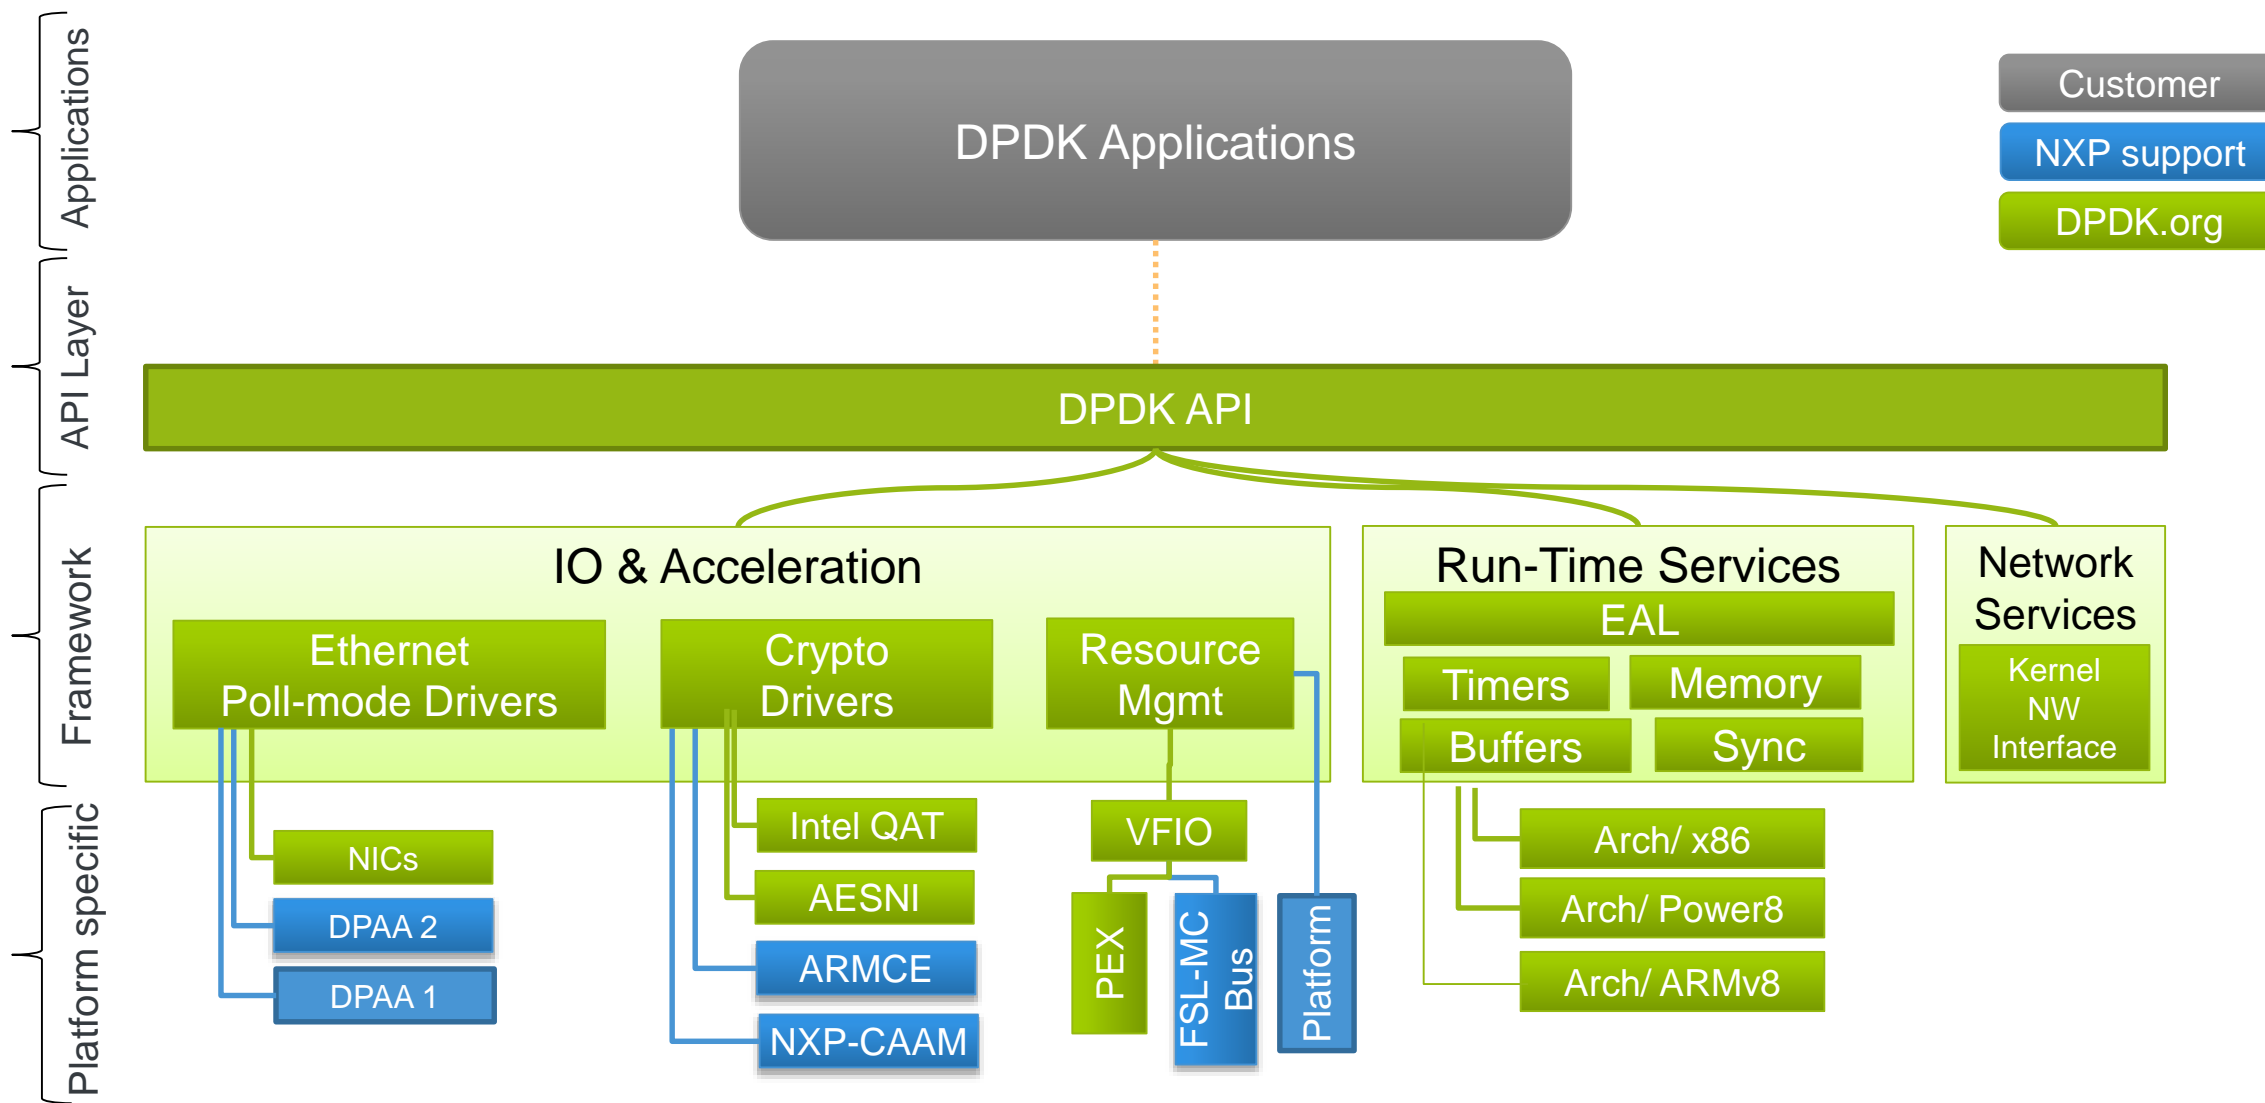 Applications
DPDK Applications
Customer
NXP support
DPDK.org
API Layer
DPDK API
Framework
IO & Acceleration
Ethernet
Poll-mode Drivers
Crypto
Drivers
Resource
Mgmt
Run-Time Services
EAL
Timers
Memory
Buffers
Sync
Network
Services
Kernel
NW
Interface
Platform specific
NICs
DPAA 2
DPAA 1
Intel QAT
AESNI
ARMCE
NXP-CAAM
VFIO
PEX
FSL-MC
Bus
Platform
Arch/ x86
Arch/ Power8
Arch/ ARMv8